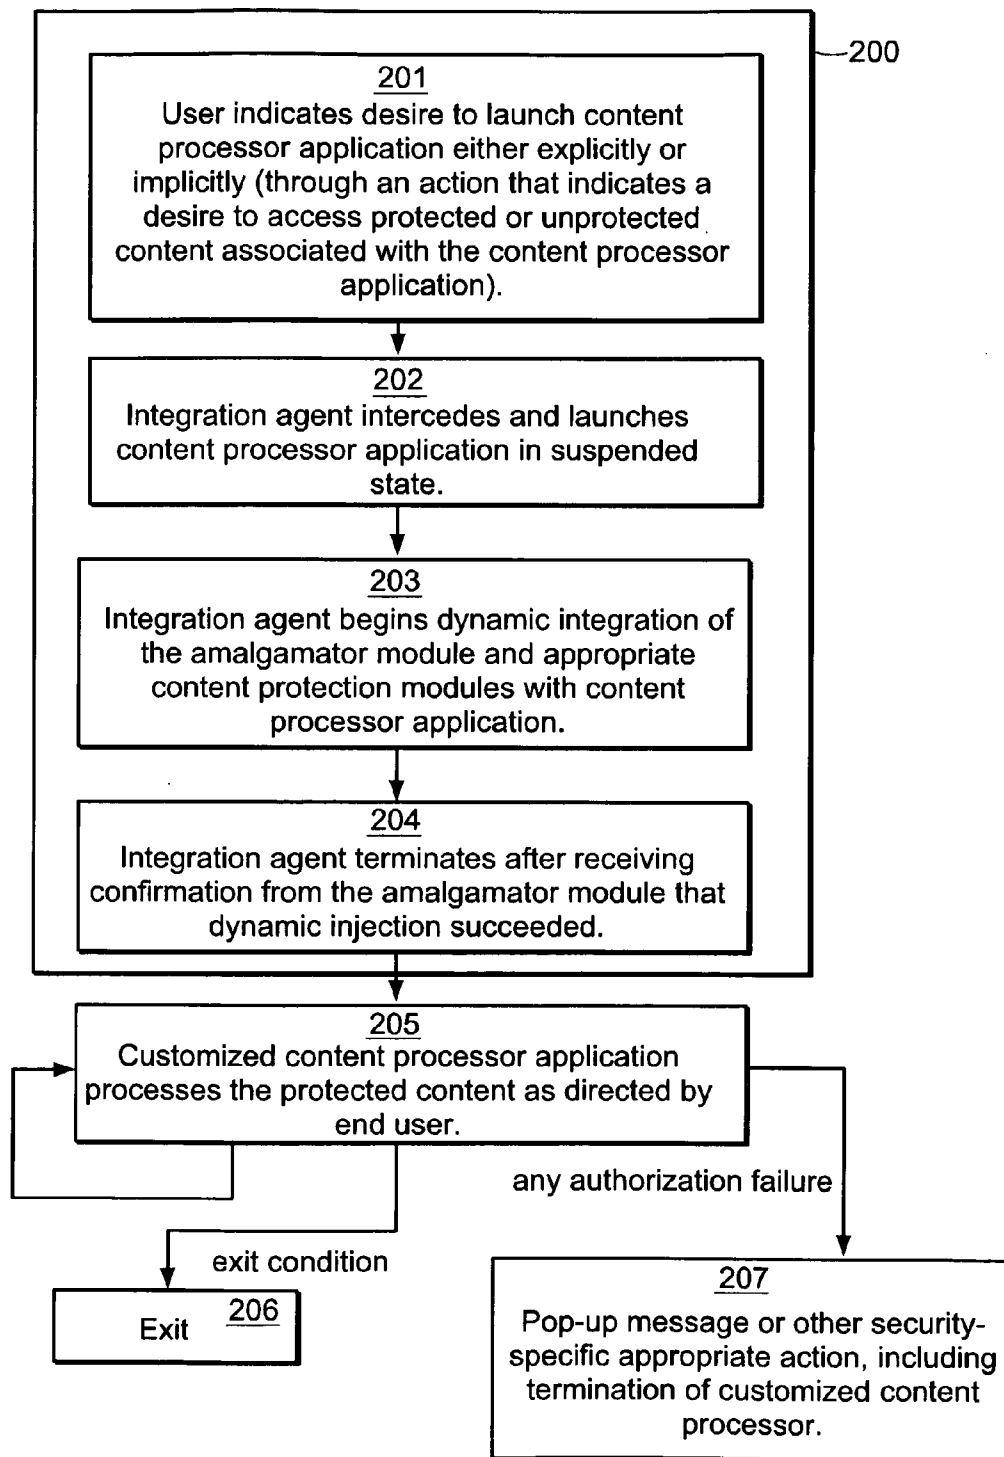 200
201
User indicates desire to launch content
processor application either explicitly or
implicitly (through an action that indicates a
desire to access protected or unprotected
content associated with the content processor
application).
202
Integration agent intercedes and launches
content processor application in suspended
state.
203
Integration agent begins dynamic integration of
the amalgamator module and appropriate
content protection modules with content
processor application.
204
Integration agent terminates after receiving
confirmation from the amalgamator module that
dynamic injection succeeded.
205
Customized content processor application
processes the protected content as directed by
end user.
any authorization failure
exit condition
206
Exit
207
Pop-up message or other security-
specific appropriate action, including
termination of customized content
processor.